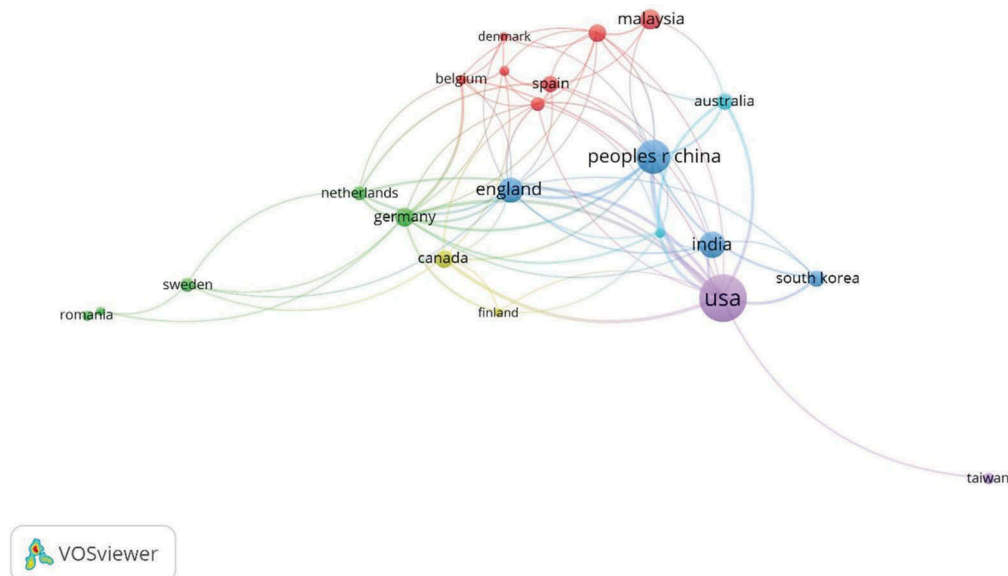 malaysia
denmark
belgium
spain
australia
peoples r china
netherlands
england
germany
canada
india
sweden
south korea
usa
romania
finland
taiwan
VOSviewer